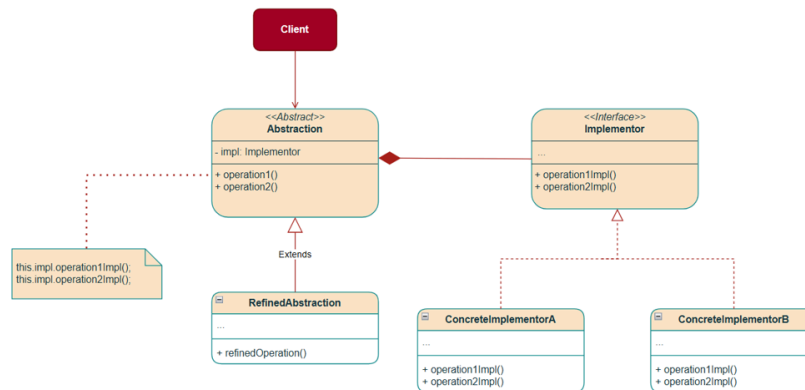 Client
<<Abstract>>
Abstraction
- impl: Implementor
+ operation1()
+ operation2()
<<Interface>>
Implementor
...
+ operation1Impl()
+ operation2Impl()
this.impl.operation1Impl();
this.impl.operation2Impl();
Extends
RefinedAbstraction
...
+ refinedOperation()
ConcreteImplementorA
...
+ operation1Impl()
+ operation2Impl()
ConcreteImplementorB
...
+ operation1Impl()
+ operation2Impl()